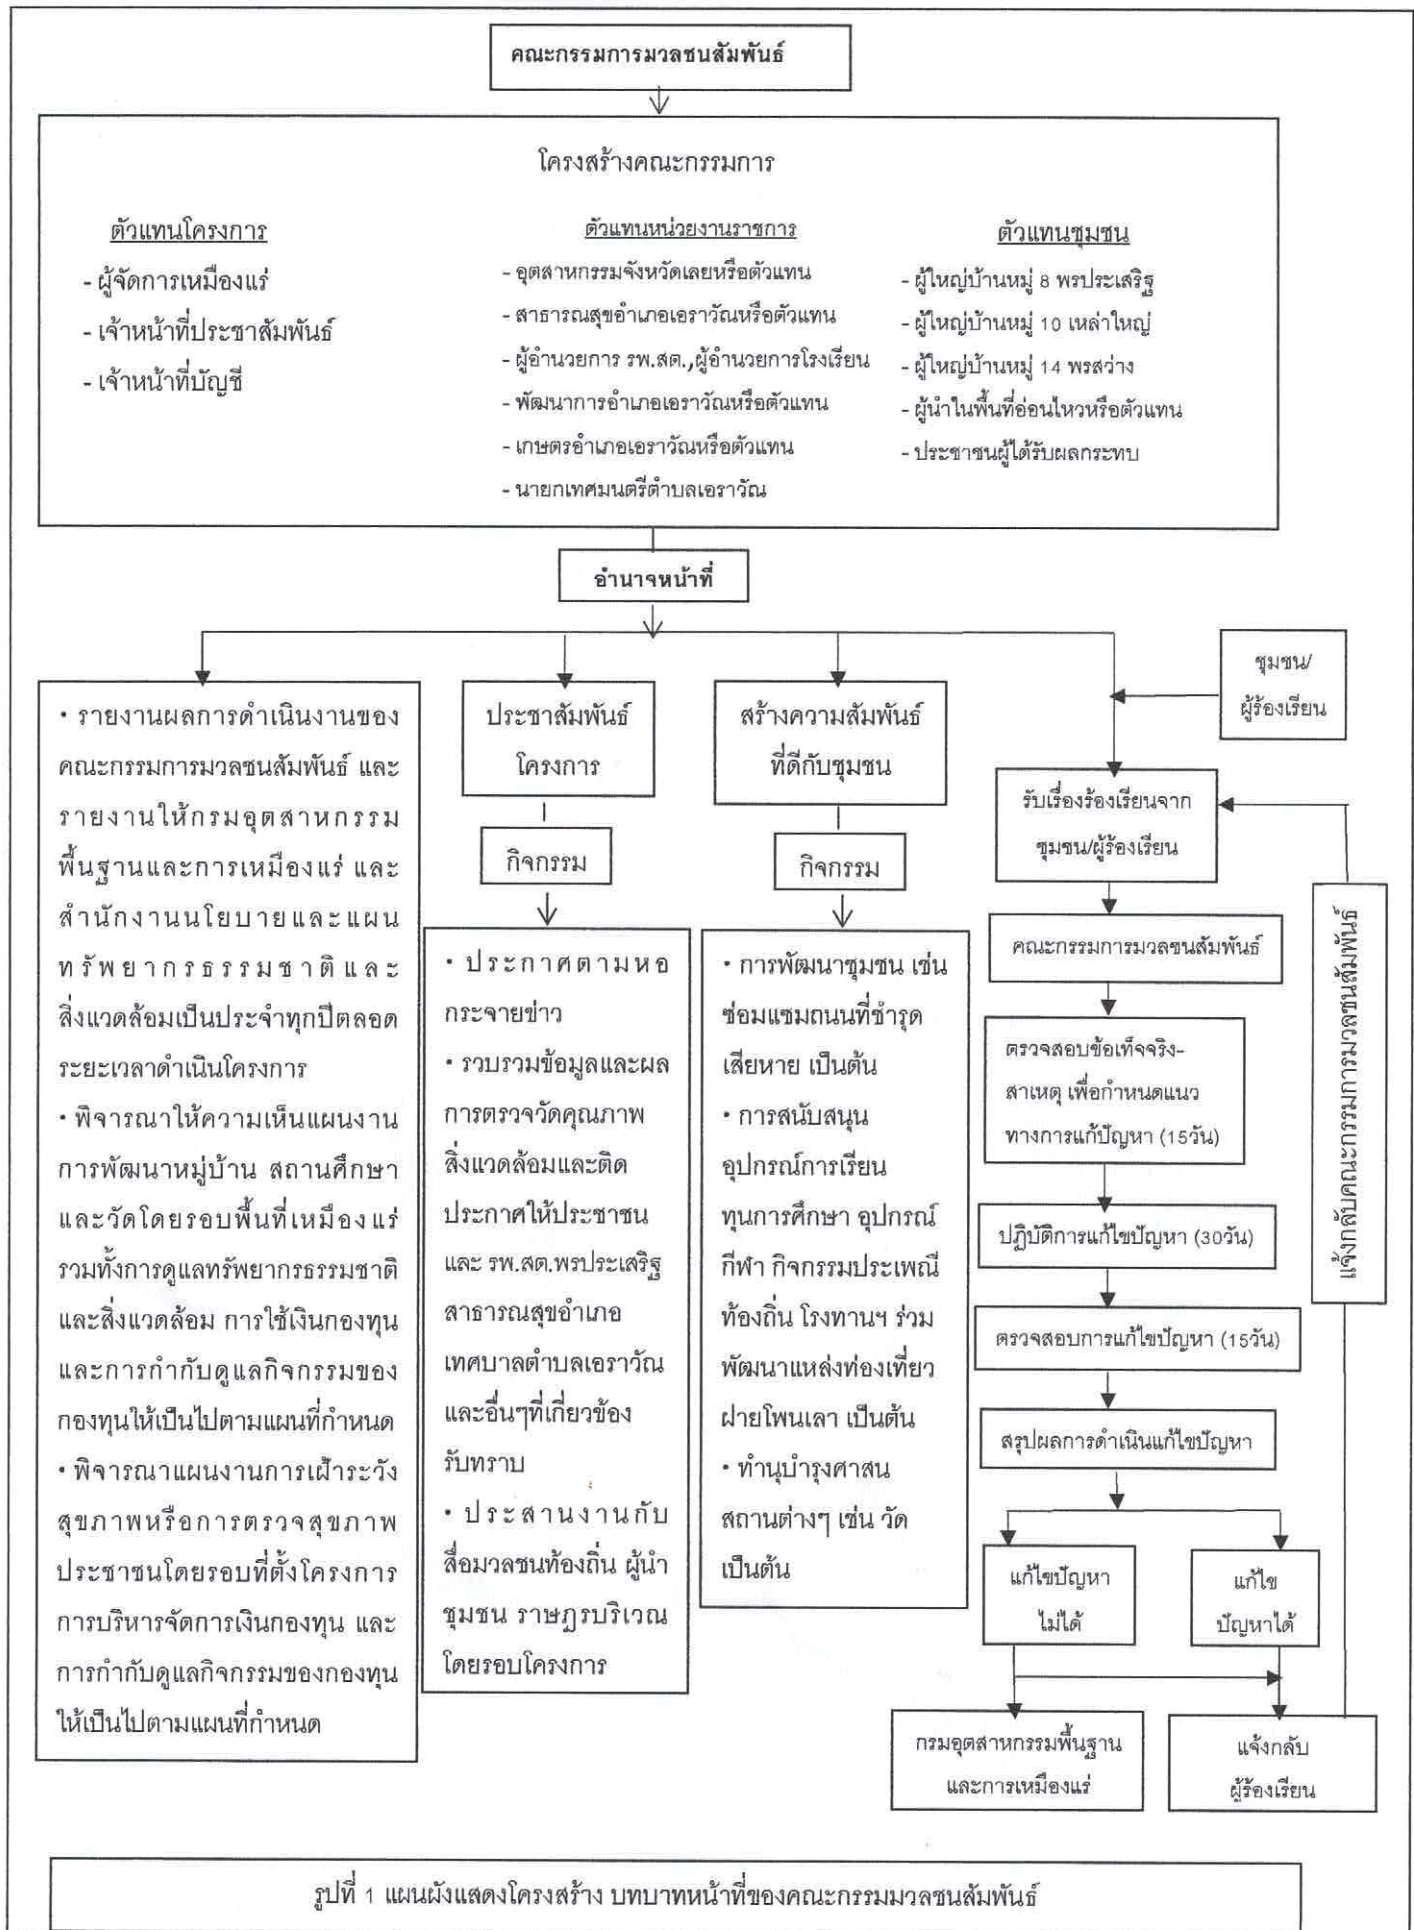 คณะกรรมการมวลชนสัมพันธ์
โครงสร้างคณะกรรมการ
ตัวแทนโครงการ
- ผู้จัดการเหมืองแร่
- เจ้าหน้าที่ประชาสัมพันธ์
- เจ้าหน้าที่บัญชี
ตัวแทนหน่วยงานราชการ
- อุตสาหกรรมจังหวัดเลยหรือตัวแทน
- สาธารณสุขอำเภอเอราวัณหรือตัวแทน
- ผู้อำนวยการ รพ.สต.,ผู้อำนวยการโรงเรียน
- พัฒนาการอำเภอเอราวัณหรือตัวแทน
- เกษตรอำเภอเอราวัณหรือตัวแทน
- นายกเทศมนตรีตำบลเอราวัณ
ตัวแทนชุมชน
- ผู้ใหญ่บ้านหมู่ 8 พรประเสริฐ
- ผู้ใหญ่บ้านหมู่ 10 เหล่าใหญ่
- ผู้ใหญ่บ้านหมู่ 14 พรสว่าง
- ผู้นำในพื้นที่อ่อนไหวหรือตัวแทน
- ประชาชนผู้ได้รับผลกระทบ
อำนาจหน้าที่
• รายงานผลการดำเนินงานของ
คณะกรรมการมวลชนสัมพันธ์ และ
รายงานให้กรมอุตสาหกรรม
พื้นฐานและการเหมืองแร่ และ
สำนักงานนโยบายและแผน
ทรัพยากรธรรมชาติและ
สิ่งแวดล้อมเป็นประจำทุกปีตลอด
ระยะเวลาดำเนินโครงการ
• พิจารณาให้ความเห็นแผนงาน
การพัฒนาหมู่บ้าน สถานศึกษา
และวัดโดยรอบพื้นที่เหมืองแร่
รวมทั้งการดูแลทรัพยากรธรรมชาติ
และสิ่งแวดล้อม การใช้เงินกองทุน
และการกำกับดูแลกิจกรรมของ
กองทุนให้เป็นไปตามแผนที่กำหนด
• พิจารณาแผนงานการเฝ้าระวัง
สุขภาพหรือการตรวจสุขภาพ
ประชาชนโดยรอบที่ตั้งโครงการ
การบริหารจัดการเงินกองทุน และ
การกำกับดูแลกิจกรรมของกองทุน
ให้เป็นไปตามแผนที่กำหนด
ประชาสัมพันธ์
โครงการ
กิจกรรม
• ประกาศตามหอ
กระจายข่าว
• รวบรวมข้อมูลและผล
การตรวจวัดคุณภาพ
สิ่งแวดล้อมและติด
ประกาศให้ประชาชน
และ รพ.สต.พรประเสริฐ
สาธารณสุขอำเภอ
เทศบาลตำบลเอราวัณ
และอื่นๆที่เกี่ยวข้อง
รับทราบ
• ประสานงานกับ
สื่อมวลชนท้องถิ่น ผู้นำ
ชุมชน ราษฎรบริเวณ
โดยรอบโครงการ
สร้างความสัมพันธ์
ที่ดีกับชุมชน
กิจกรรม
• การพัฒนาชุมชน เช่น
ซ่อมแซมถนนที่ชำรุด
เสียหาย เป็นต้น
• การสนับสนุน
อุปกรณ์การเรียน
ทุนการศึกษา อุปกรณ์
กีฬา กิจกรรมประเพณี
ท้องถิ่น โรงทานฯ ร่วม
พัฒนาแหล่งท่องเที่ยว
ฝายโพนเลา เป็นต้น
• ทำนุบำรุงศาสน
สถานต่างๆ เช่น วัด
เป็นต้น
ชุมชน/
ผู้ร้องเรียน
รับเรื่องร้องเรียนจาก
ชุมชน/ผู้ร้องเรียน
คณะกรรมการมวลชนสัมพันธ์
ตรวจสอบข้อเท็จจริง-
สาเหตุ เพื่อกำหนดแนว
ทางการแก้ปัญหา (15วัน)
ปฏิบัติการแก้ไขปัญหา (30วัน)
ตรวจสอบการแก้ไขปัญหา (15วัน)
สรุปผลการดำเนินแก้ไขปัญหา
แก้ไขปัญหา
ไม่ได้
แก้ไข
ปัญหาได้
กรมอุตสาหกรรมพื้นฐาน
และการเหมืองแร่
แจ้งกลับ
ผู้ร้องเรียน
แจ้งกลับคณะกรรมการมวลชนสัมพันธ์
รูปที่ 1 แผนผังแสดงโครงสร้าง บทบาทหน้าที่ของคณะกรรมมวลชนสัมพันธ์